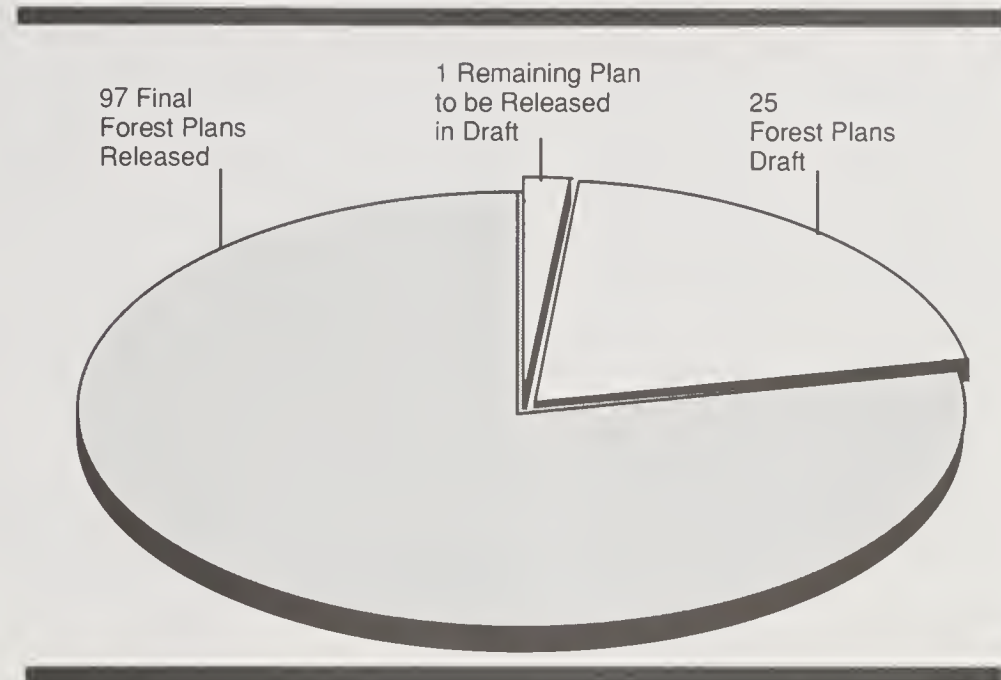 97 Final
Forest Plans
Released
1 Remaining Plan
to be Released
in Draft
25
Forest Plans
Draft